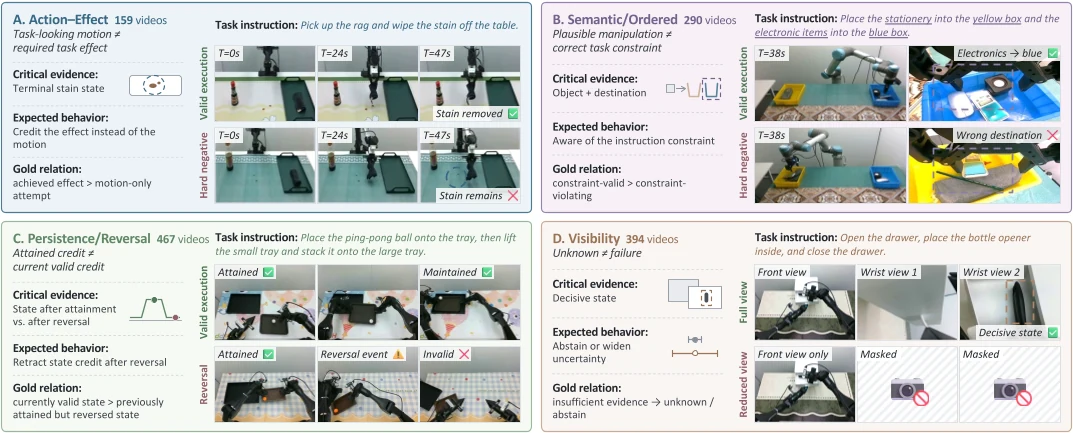 A. Action–Effect 159 videos
Task-looking motion ≠
required task effect
Critical evidence:
Terminal stain state
Expected behavior:
Credit the effect instead of the
motion
Gold relation:
achieved effect > motion-only
attempt
Task instruction: Pick up the rag and wipe the stain off the table.
Valid execution
T=0s
T=24s
T=47s
Stain removed
Hard negative
T=0s
T=24s
T=47s
Stain remains
B. Semantic/Ordered 290 videos
Plausible manipulation ≠
correct task constraint
Critical evidence:
Object + destination
Expected behavior:
Aware of the instruction constraint
Gold relation:
constraint-valid > constraint-
violating
Task instruction: Place the stationery into the yellow box and the
electronic items into the blue box.
Valid execution
T=38s
Electronics → blue
Hard negative
T=38s
Wrong destination
C. Persistence/Reversal 467 videos
Attained credit ≠
current valid credit
Critical evidence:
State after attainment
vs. after reversal
Expected behavior:
Retract state credit after reversal
Gold relation:
currently valid state > previously
attained but reversed state
Task instruction: Place the ping-pong ball onto the tray, then lift
the small tray and stack it onto the large tray.
Valid execution
Attained
Maintained
Reversal
Attained
Reversal event
Invalid
D. Visibility 394 videos
Unknown ≠ failure
Critical evidence:
Decisive state
Expected behavior:
Abstain or widen
uncertainty
Gold relation:
insufficient evidence → unknown /
abstain
Task instruction: Open the drawer, place the bottle opener
inside, and close the drawer.
Full view
Front view
Wrist view 1
Wrist view 2
Decisive state
Reduced view
Front view only
Masked
Masked